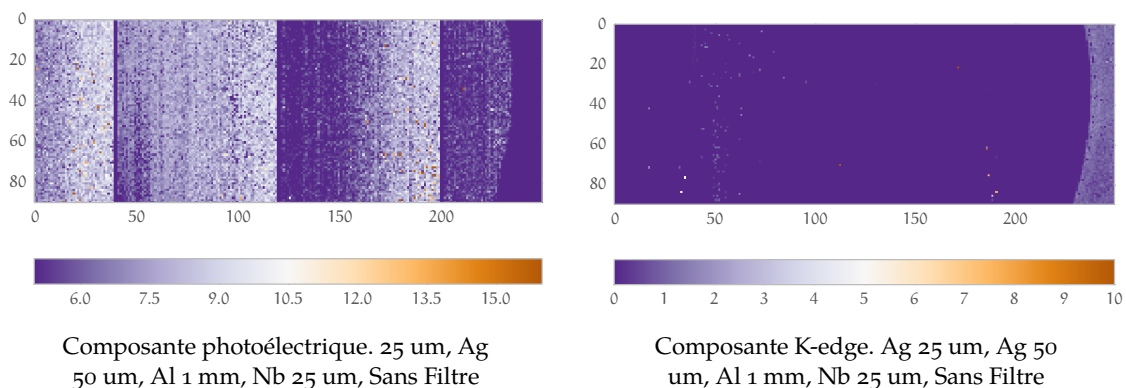 0
20
40
60
80
0 50 100 150 200
6.0 7.5 9.0 10.5 12.0 13.5 15.0
Composante photoélectrique. 25 um, Ag
50 um, Al 1 mm, Nb 25 um, Sans Filtre
0
20
40
60
80
0 50 100 150 200
0 1 2 3 4 5 6 7 8 9 10
Composante K-edge. Ag 25 um, Ag 50
um, Al 1 mm, Nb 25 um, Sans Filtre